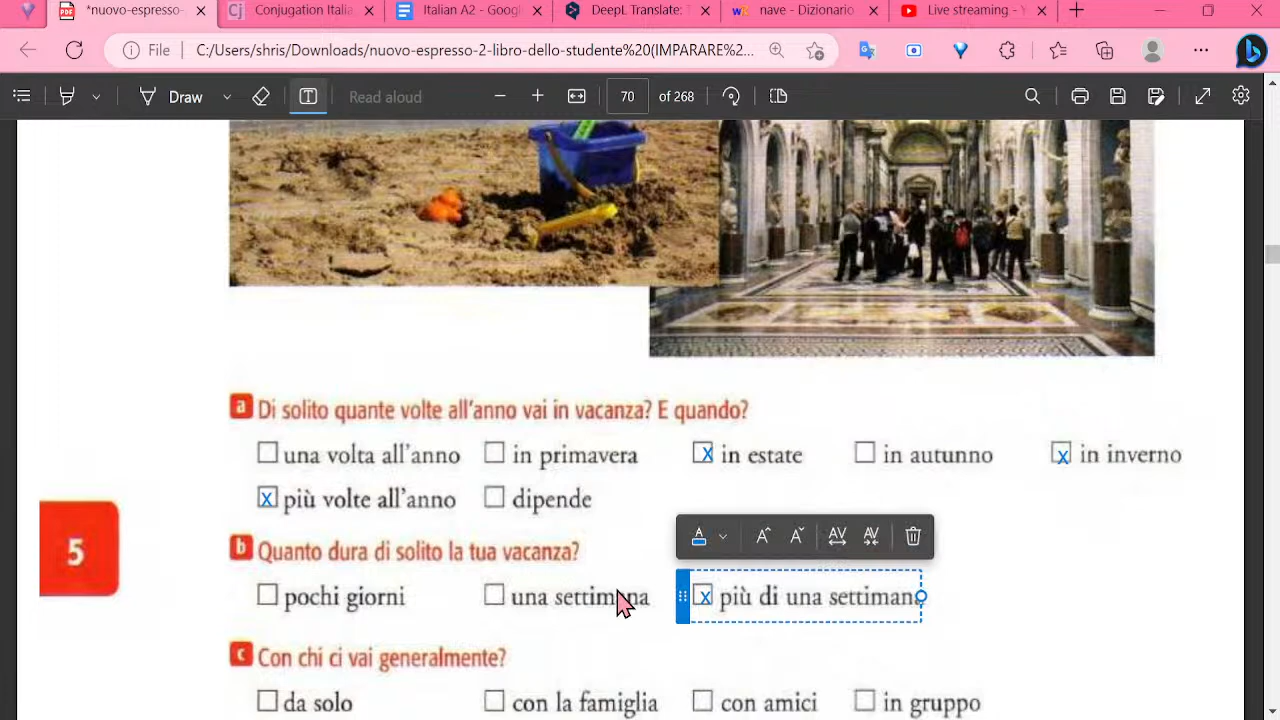 *nuovo-espresso-
Conjugation Italia
Italian A2 - Goog
DeepL Translate: T
nave - Dizionario
Live streaming - Y
File
C:/Users/shris/Downloads/nuovo-espresso-2-libro-dello-studente%20(IMPARARE%2...
Draw
Read aloud
70
of 268
a Di solito quante volte all'anno vai in vacanza? E quando?
una volta all'anno in primavera x in estate in autunno x in inverno
x più volte all'anno dipende
5
b Quanto dura di solito la tua vacanza?
pochi giorni una settimana x più di una settimana
c Con chi ci vai generalmente?
da solo con la famiglia con amici in gruppo